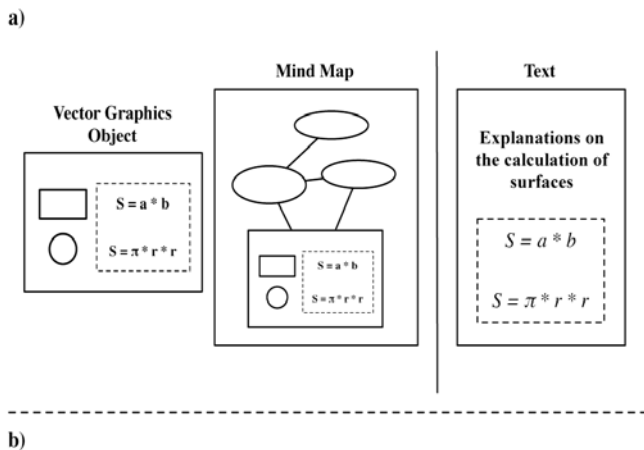 a)
Mind Map
Text
Vector Graphics
Object
S = a * b
S = π * r * r
S = a * b
S = π * r * r
Explanations on
the calculation of
surfaces
S = a * b
S = π * r * r
b)